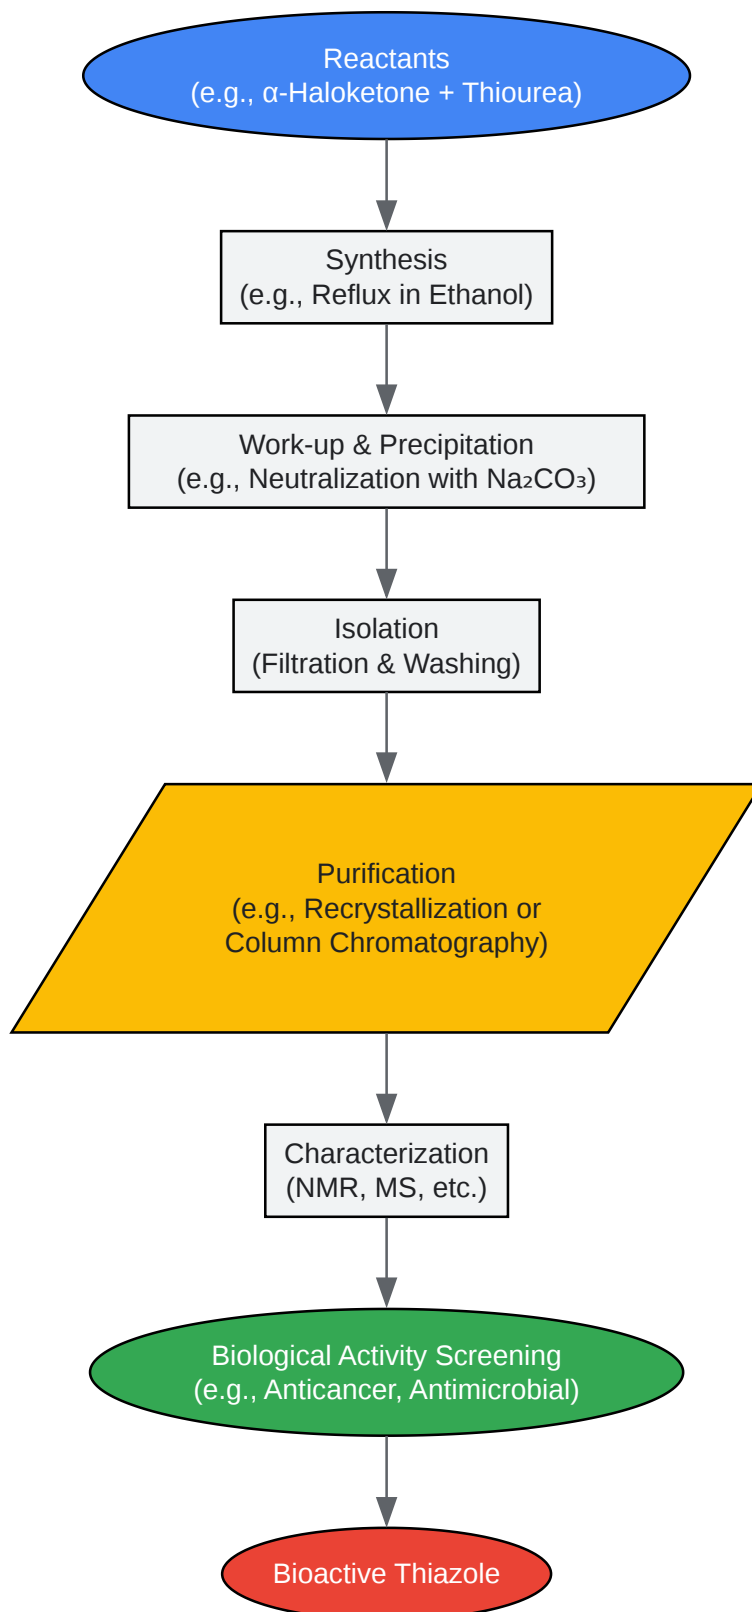 Reactants
(e.g., α-Haloketone + Thiourea)
Synthesis
(e.g., Reflux in Ethanol)
Work-up & Precipitation
(e.g., Neutralization with Na₂CO₃)
Isolation
(Filtration & Washing)
Purification
(e.g., Recrystallization or
Column Chromatography)
Characterization
(NMR, MS, etc.)
Biological Activity Screening
(e.g., Anticancer, Antimicrobial)
Bioactive Thiazole